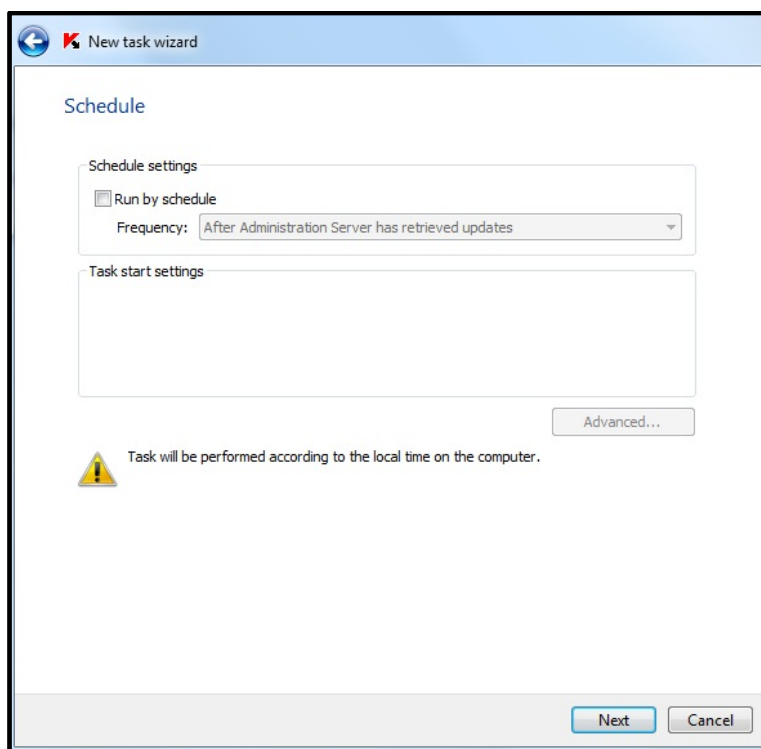 New task wizard
Schedule
Schedule settings
Run by schedule
Frequency: After Administration Server has retrieved updates
Task start settings
Advanced...
Task will be performed according to the local time on the computer.
Next Cancel